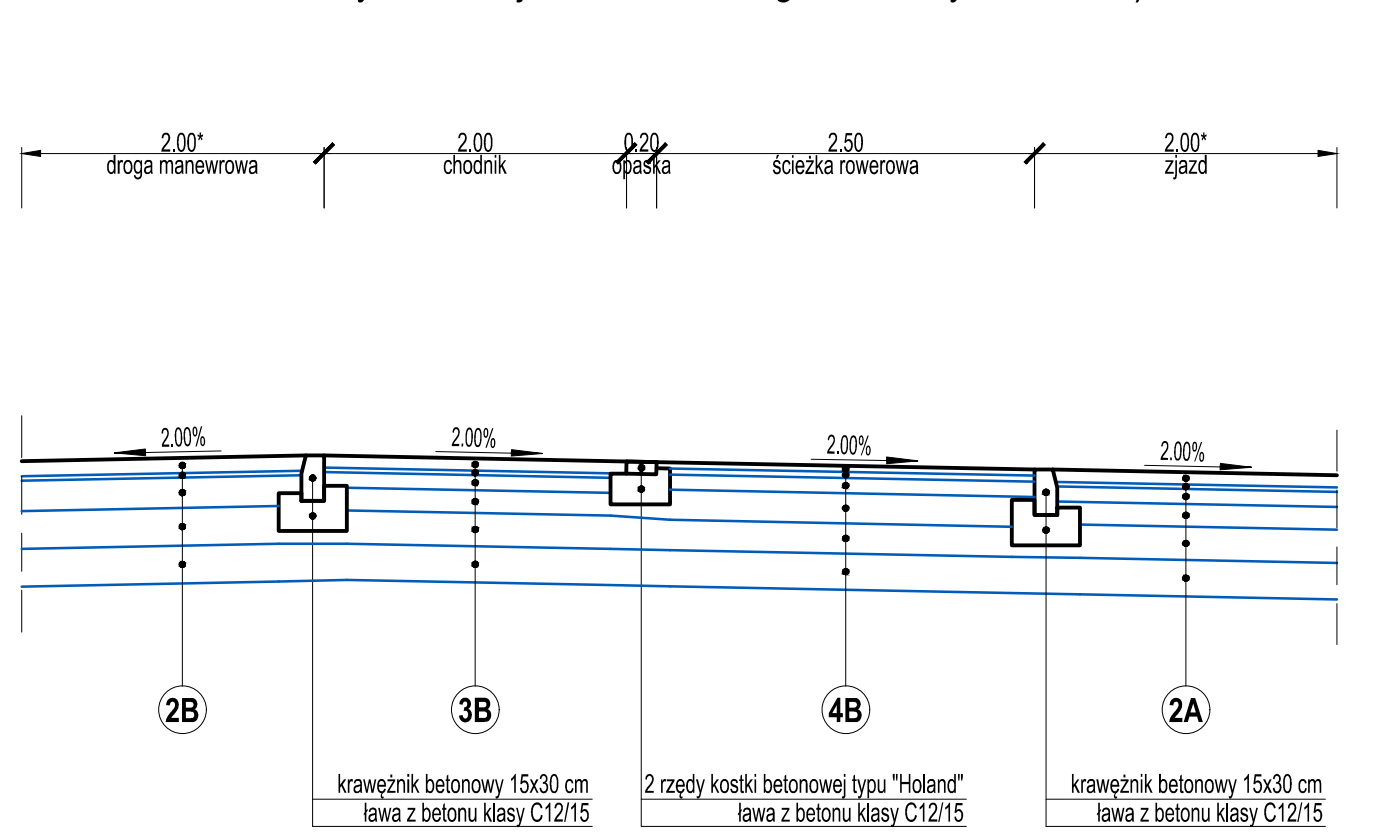 2.00* 2.00 0.20 2.50 2.00*
droga manewrowa chodnik opaska ścieżka rowerowa zjazd
2.00% 2.00% 2.00% 2.00%
2B 3B 4B 2A
krawężnik betonowy 15x30 cm 2 rzędy kostki betonowej typu "Holand" krawężnik betonowy 15x30 cm
ława z betonu klasy C12/15 ława z betonu klasy C12/15 ława z betonu klasy C12/15